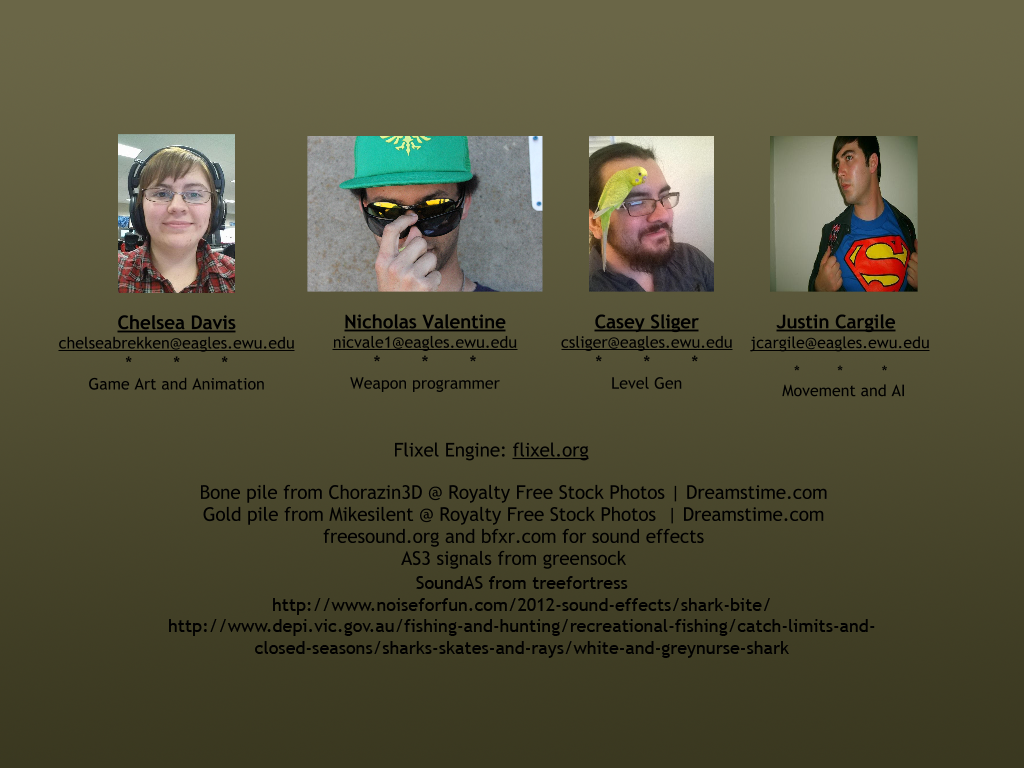 Chelsea Davis
chelseabrekken@eagles.ewu.edu
* * *
Game Art and Animation
Nicholas Valentine
nicvale1@eagles.ewu.edu
* * *
Weapon programmer
Casey Sliger
csliger@eagles.ewu.edu
* * *
Level Gen
S
Justin Cargile
jcargile@eagles.ewu.edu
* * *
Movement and AI
Flixel Engine: flixel.org
Bone pile from Chorazin3D @ Royalty Free Stock Photos | Dreamstime.com
Gold pile from Mikesilent @ Royalty Free Stock Photos | Dreamstime.com
freesound.org and bfxr.com for sound effects
AS3 signals from greensock
SoundAS from treefortress
http://www.noiseforfun.com/2012-sound-effects/shark-bite/
http://www.depi.vic.gov.au/fishing-and-hunting/recreational-fishing/catch-limits-and-
closed-seasons/sharks-skates-and-rays/white-and-greynurse-shark